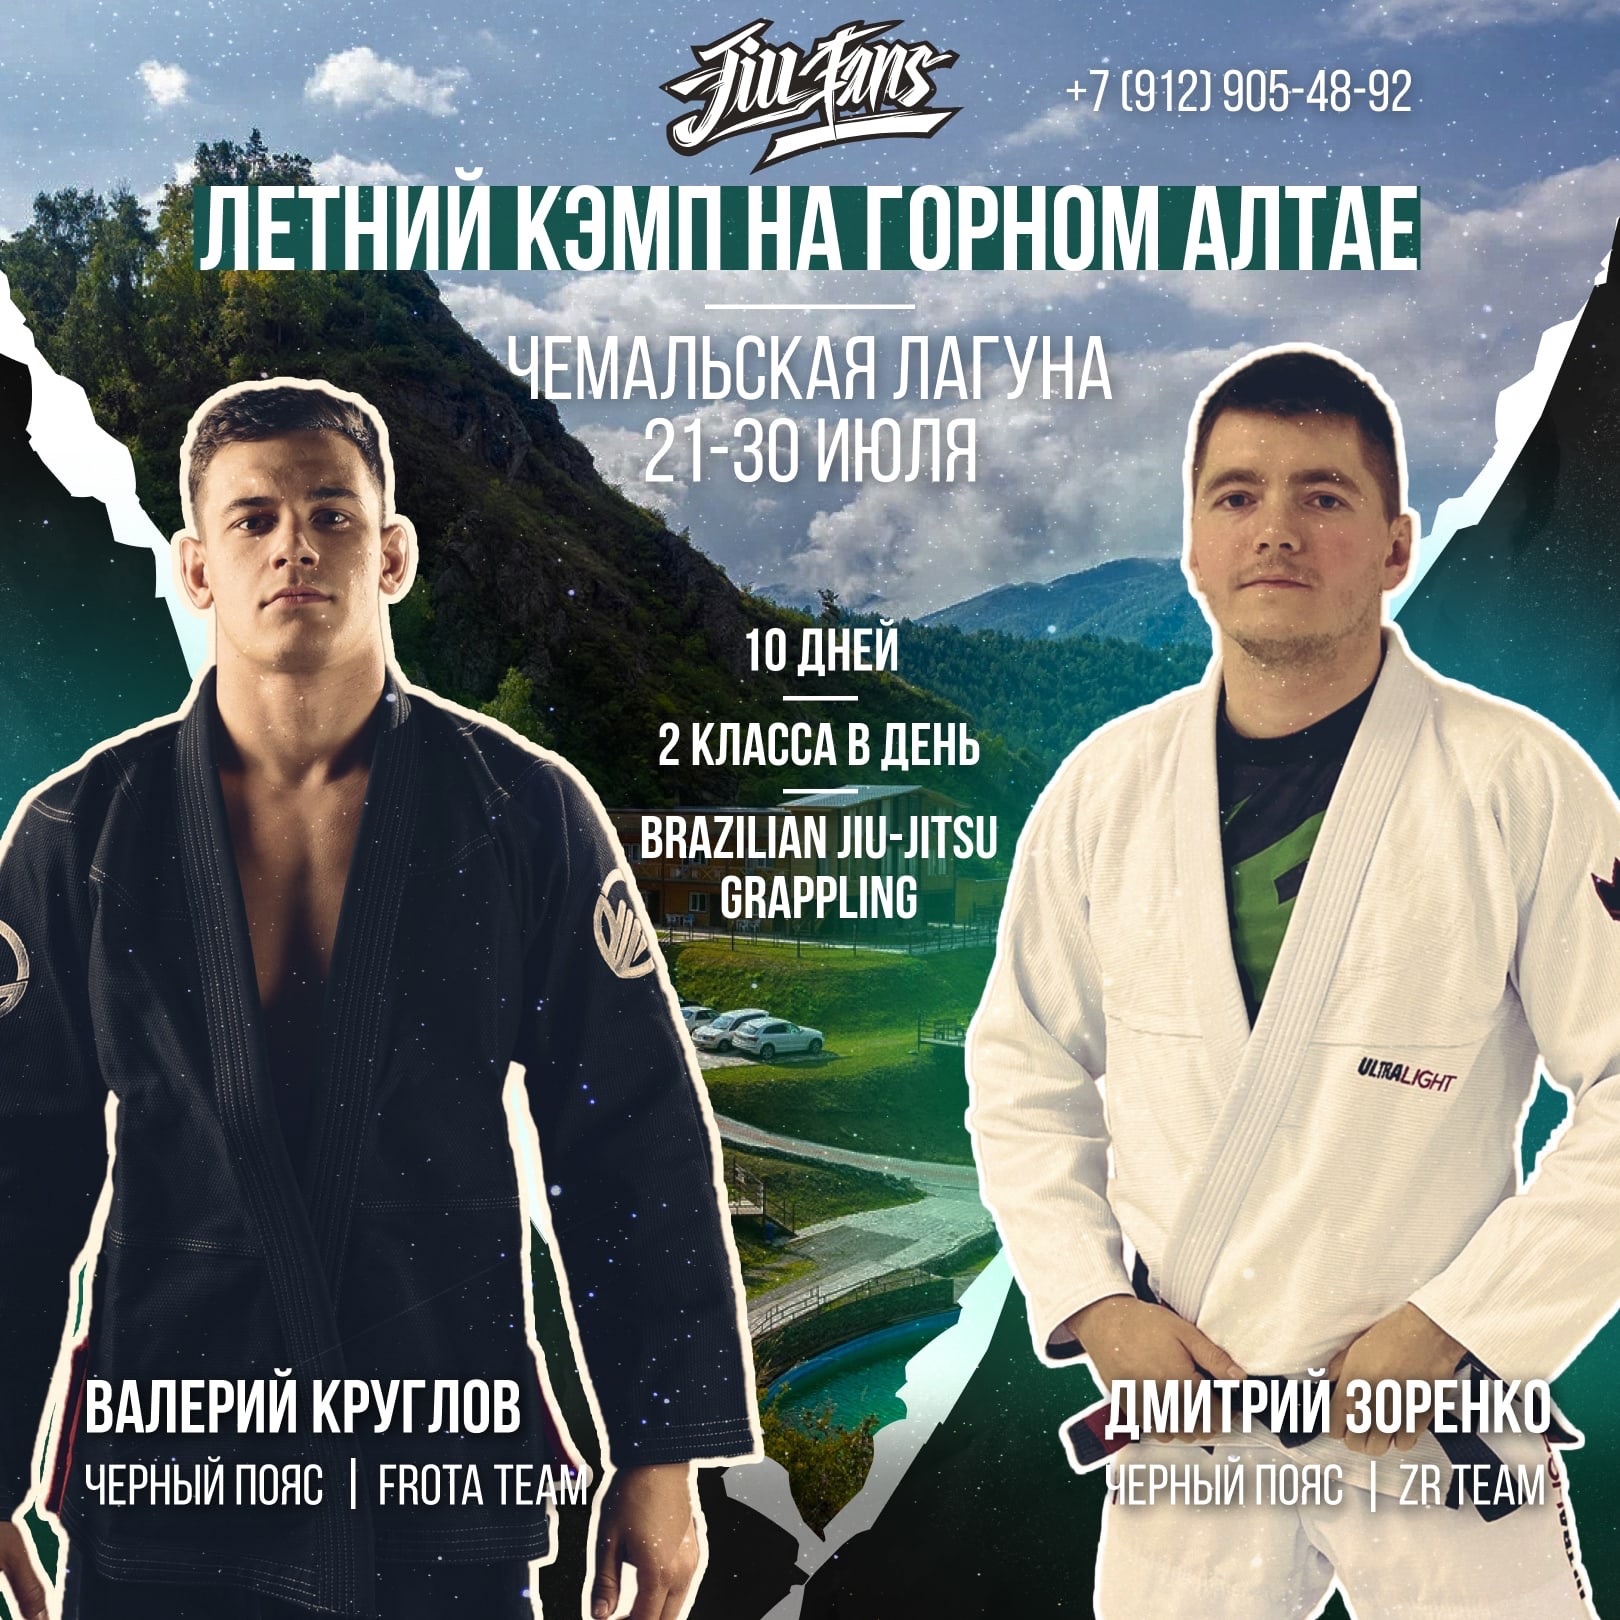 Jiu Fans
+7 (912) 905-48-92
ЛЕТНИЙ КЭМП НА ГОРНОМ АЛТАЕ
ЧЕМАЛЬСКАЯ ЛАГУНА
21-30 ИЮЛЯ
10 ДНЕЙ
2 КЛАССА В ДЕНЬ
BRAZILIAN JIU-JITSU
GRAPPLING
ULTRALIGHT
ВАЛЕРИЙ КРУГЛОВ
ЧЕРНЫЙ ПОЯС | FROTA TEAM
ДМИТРИЙ ЗОРЕНКО
ЧЕРНЫЙ ПОЯС | ZR TEAM